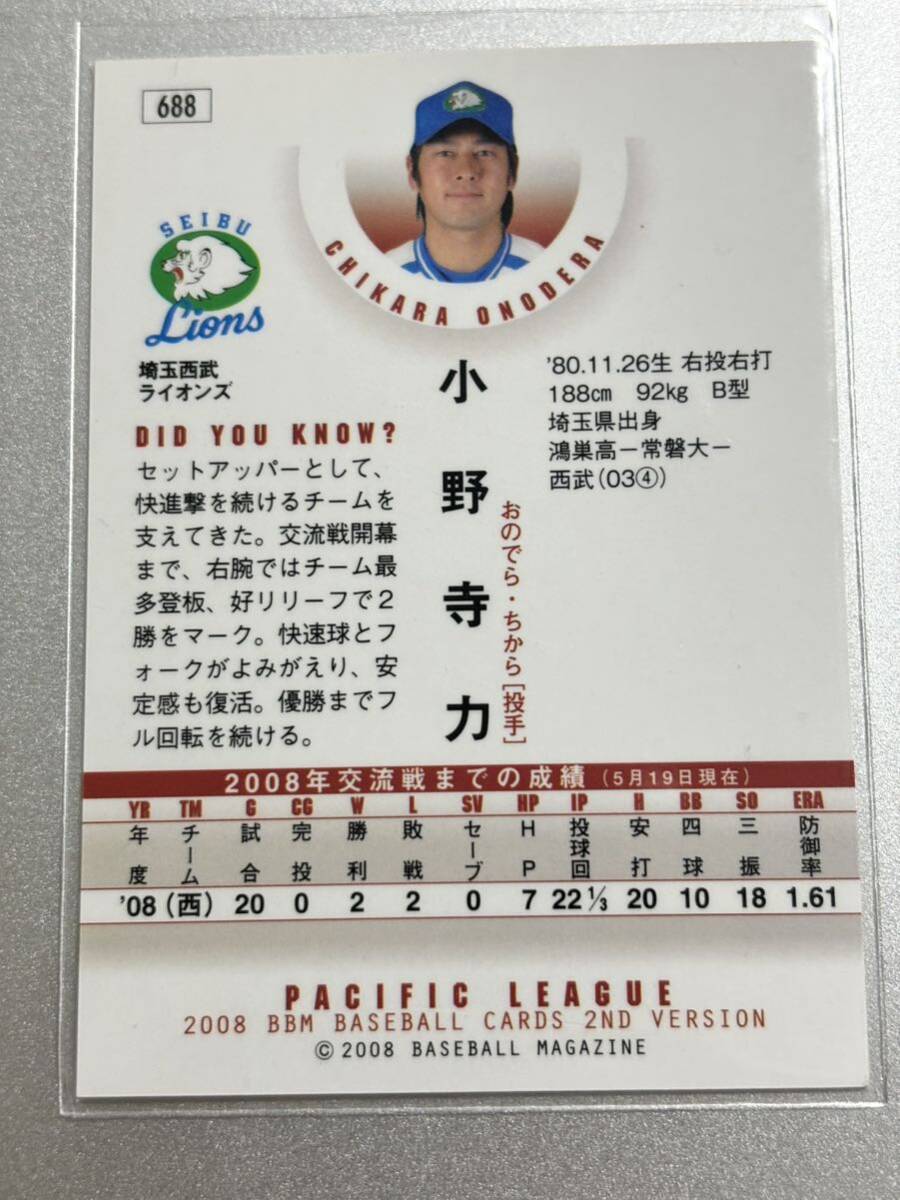 688
SEIBU
Lions
CHIKARA ONODERA
埼玉西武
ライオンズ
DID YOU KNOW?
セットアッパーとして、
快進撃を続けるチームを
支えてきた。交流戦開幕
まで、右腕ではチーム最
多登板、好リリーフで2
勝をマーク。快速球とフ
ォークがよみがえり、安
定感も復活。優勝までフ
ル回転を続ける。
小野寺力
おのでら・ちから[投手]
'80.11.26生 右投右打
188cm 92kg B型
埼玉県出身
鴻巣高－常磐大－
西武(03④)
2008年交流戦までの成績(5月19日現在)
YR TM G CG W L SV HP IP H BB SO ERA
年度 チーム 試合 完投 勝利 敗戦 セーブ HP 投球回 安打 四球 三振 防御率
'08 (西) 20 0 2 2 0 7 22 1/3 20 10 18 1.61
PACIFIC LEAGUE
2008 BBM BASEBALL CARDS 2ND VERSION
©2008 BASEBALL MAGAZINE